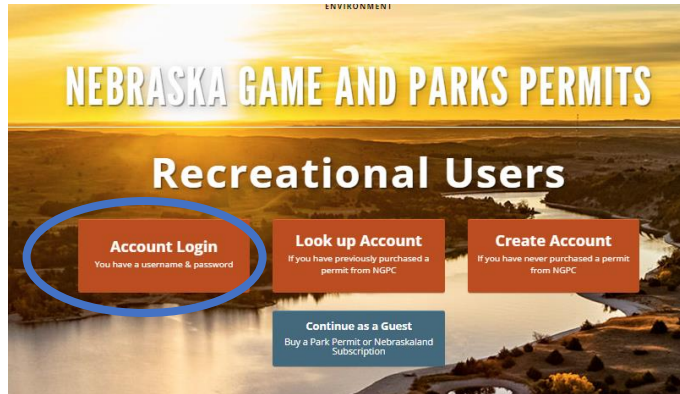 ENVIRONMENT
NEBRASKA GAME AND PARKS PERMITS
Recreational Users
Account Login
You have a username & password
Look up Account
If you have previously purchased a
permit from NGPC
Create Account
If you have never purchased a permit
from NGPC
Continue as a Guest
Buy a Park Permit or Nebraskaland
Subscription